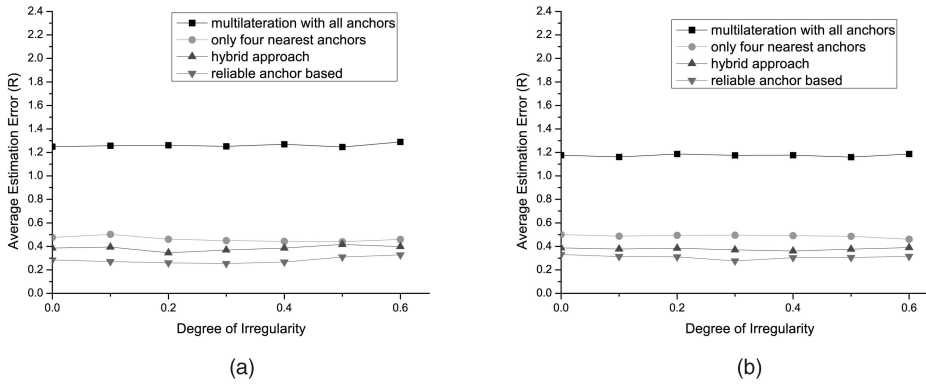 2.4
2.2
2.0
1.8
1.6
1.4
1.2
1.0
0.8
0.6
0.4
0.2
0.0
Average Estimation Error (R)
multilateration with all anchors
only four nearest anchors
hybrid approach
reliable anchor based
0.0 0.2 0.4 0.6
Degree of Irregularity
(a)
2.4
2.2
2.0
1.8
1.6
1.4
1.2
1.0
0.8
0.6
0.4
0.2
0.0
Average Estimation Error (R)
multilateration with all anchors
only four nearest anchors
hybrid approach
reliable anchor based
0.0 0.2 0.4 0.6
Degree of Irregularity
(b)